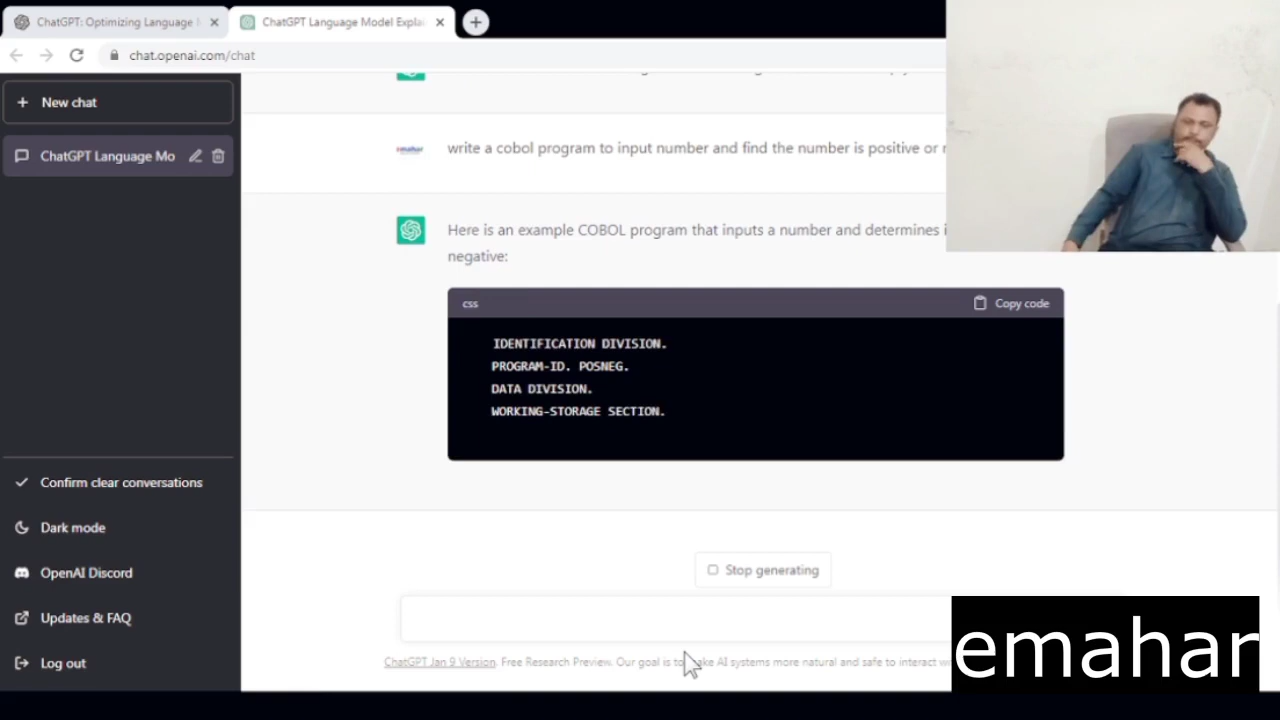 ChatGPT: Optimizing Language
ChatGPT Language Model Expla
chat.openai.com/chat
New chat
ChatGPT Language Mo
emahar
write a cobol program to input number and find the number is positive or
Here is an example COBOL program that inputs a number and determines
negative:
css
Copy code
IDENTIFICATION DIVISION.
PROGRAM-ID. POSNEG.
DATA DIVISION.
WORKING-STORAGE SECTION.
Confirm clear conversations
Dark mode
OpenAI Discord
Updates & FAQ
Log out
Stop generating
ChatGPT Jan 9 Version. Free Research Preview. Our goal is to make AI systems more natural and safe to interact
emahar